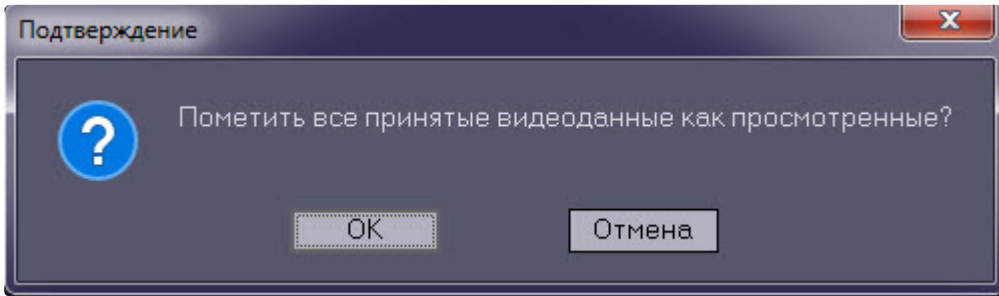 Подтверждение
Пометить все принятые видеоданные как просмотренные?
OK
Отмена